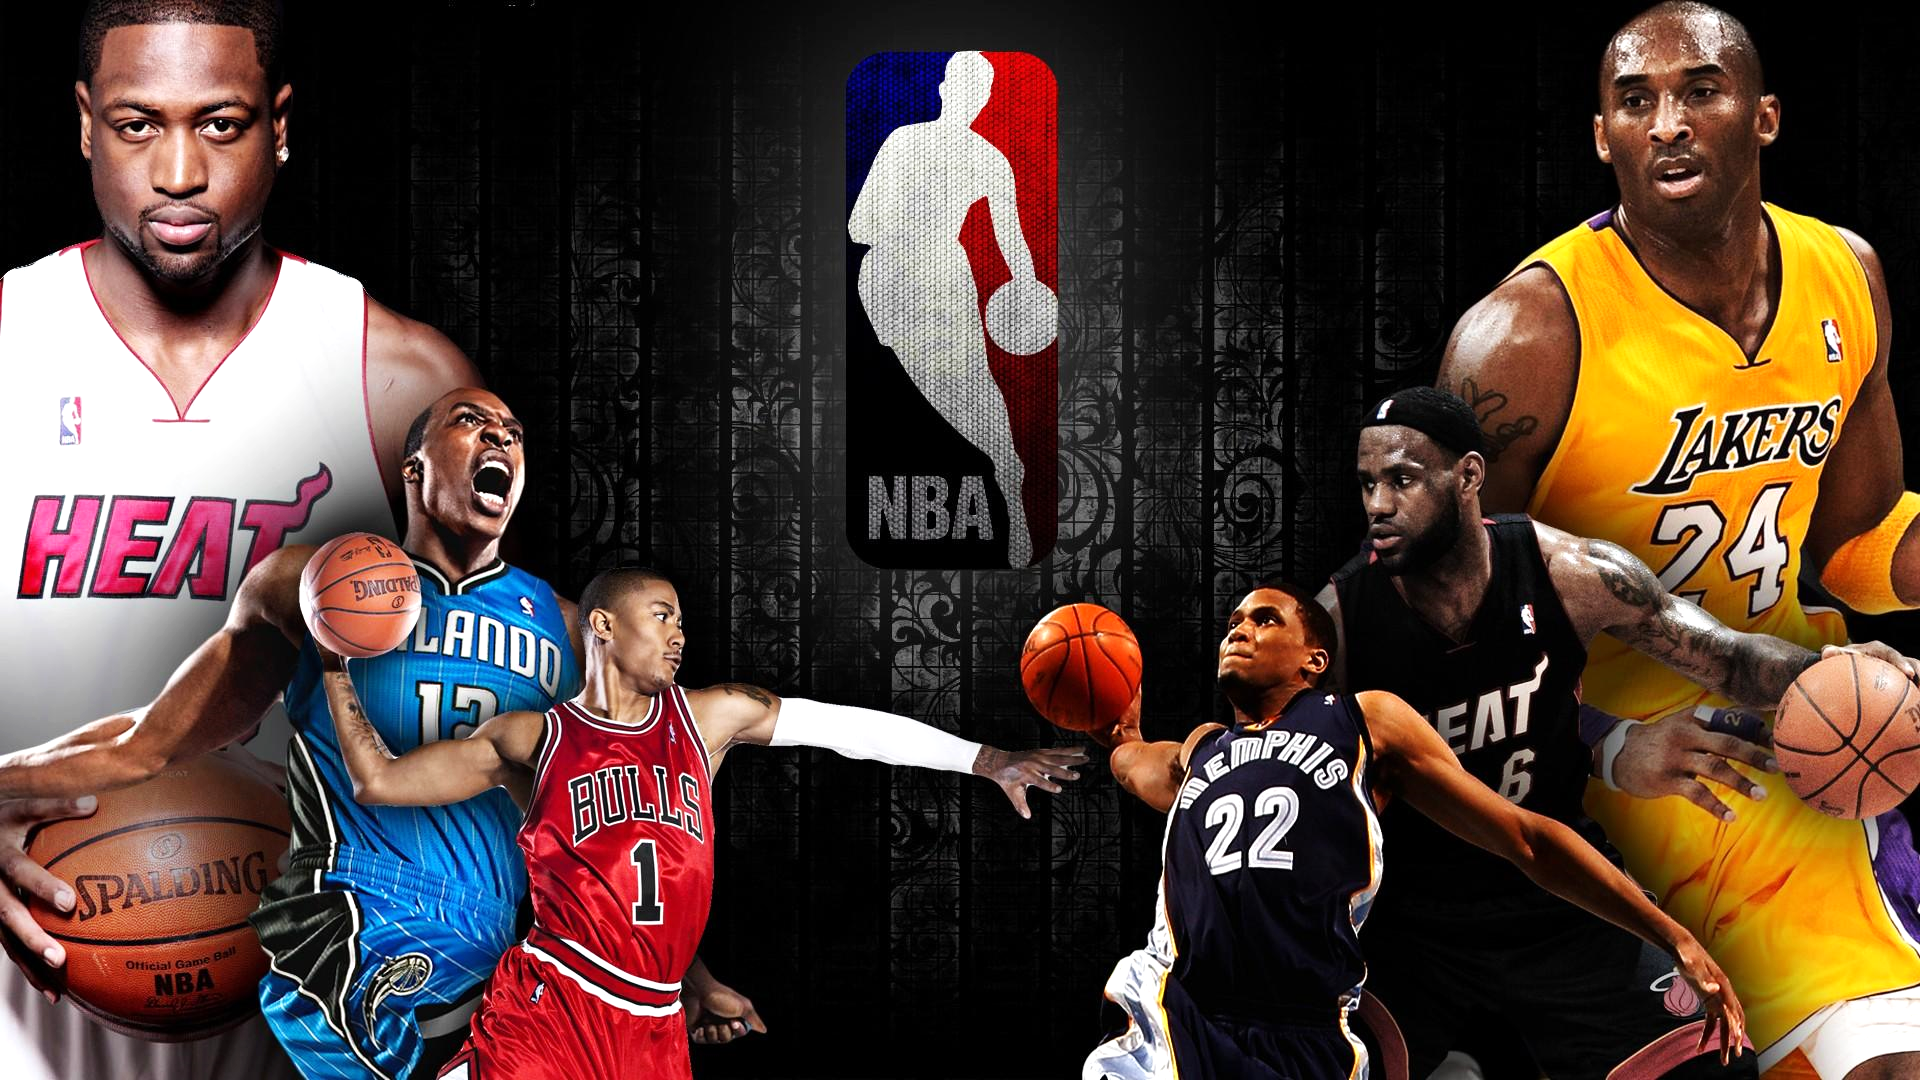 NBA
HEAT
SPALDING
Official Game Ball
NBA
SPALDING
LANDO
12
BULLS
1
MEMPHIS
22
HEAT
6
LAKERS
24